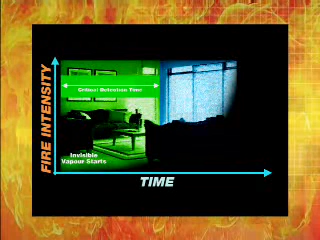 FIRE INTENSITY
Critical Detection Time
Invisible
Vapour Starts
TIME